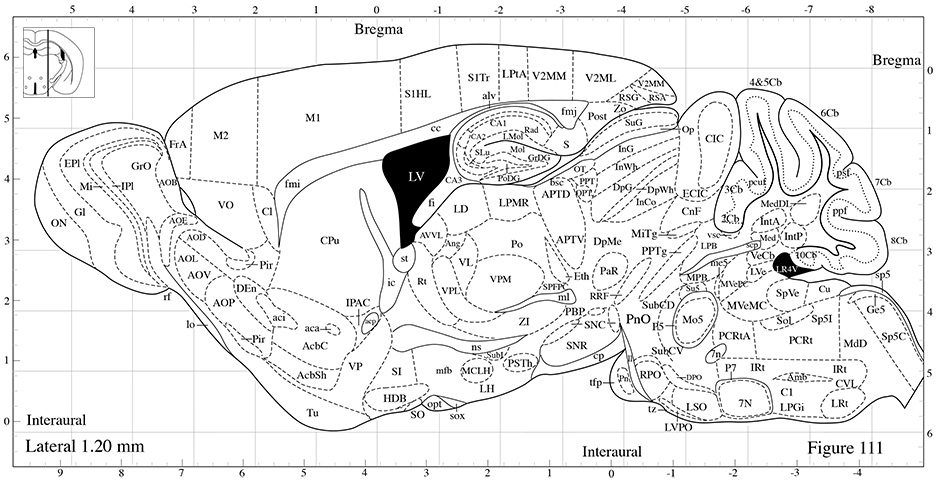 5 4 3 2 1 0 -1 -2 -3 -4 -5 -6 -7 -8
Bregma
Bregma
6 0
S1HL S1Tr LPtA V2MM V2ML V2MM
RSG RSA
4&5Cb
6Cb
alv
M2 M1
fmj Zo
Post SuG
5 1
FrA
cc
CA1 Rad
CA2 LMol
S
Op CIC
EPl GrO
SLu Mol GrDG
InG
InWh
Mi IPl
AOB
fmi
LV
CA3 PoDG
OT
bsc PPT
OPT
DpG DpWh
InCo
ECIC
3Cb pcuf
psf
7Cb
4 2
ON Gl
VO Cl
fi
LD LPMR
APTD
CnF
2Cb
MedDL
IntA
ppf
AOE
AOD
CPu
AVVL
Ang
Po
APTV
DpMe
MiTg
PPTg
vsc
LPB
scp
Med IntP
8Cb
3 3
AOL
Pir
st
VL
PaR
me5
VeCb
10Cb
AOV
DEn
ic Rt VPL
VPM
Eth
SPFPC
MPB
Su5
MVePC
LVe
LR4V
sp5
rf
AOP
IPAC
ml
RRF
SubCD
MVeMC
SpVe
Cu
Ge5
2 4
lo
aci
aca
acp
ZI
PBP
SNC
PnO
P5
Mo5
PCRtA
Sol Sp5I
Pir
AcbC
ns
SubI
SNR
SubCV
7n
PCRt MdD
Sp5C
1 5
AcbSh
VP SI
mfb MCLH
PSTh
cp
tfp
Pn
RPO
DPO
P7 IRt
Amb
IRt
CVL
HDB
LH
LSO
7N
C1
LPGi
LRt
Tu
SO opt sox
tz
LVPO
0 6
Interaural
Interaural
Lateral 1.20 mm
Figure 111
9 8 7 6 5 4 3 2 1 0 -1 -2 -3 -4